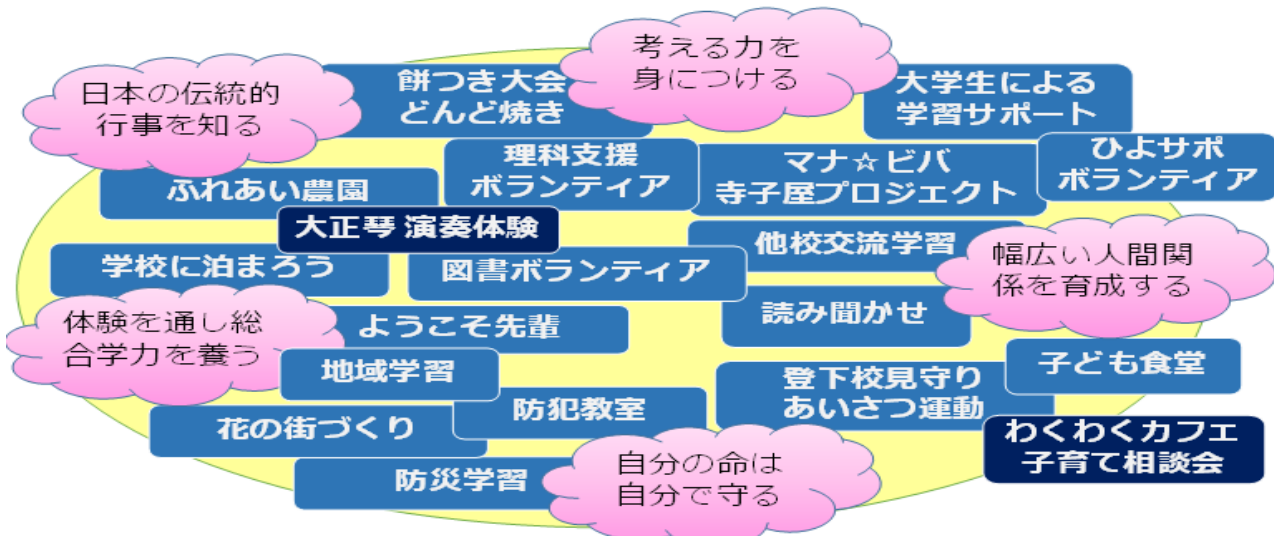 考える力を
身につける
日本の伝統的
行事を知る
餅つき大会
どんど焼き
大学生による
学習サポート
理科支援
ボランティア
マナ☆ビバ
寺子屋プロジェクト
ひよサポ
ボランティア
ふれあい農園
大正琴 演奏体験
他校交流学習
幅広い人間関
係を育成する
学校に泊まろう
図書ボランティア
読み聞かせ
体験を通し総
合学力を養う
ようこそ先輩
地域学習
子ども食堂
登下校見守り
あいさつ運動
防犯教室
花の街づくり
わくわくカフェ
子育て相談会
自分の命は
自分で守る
防災学習